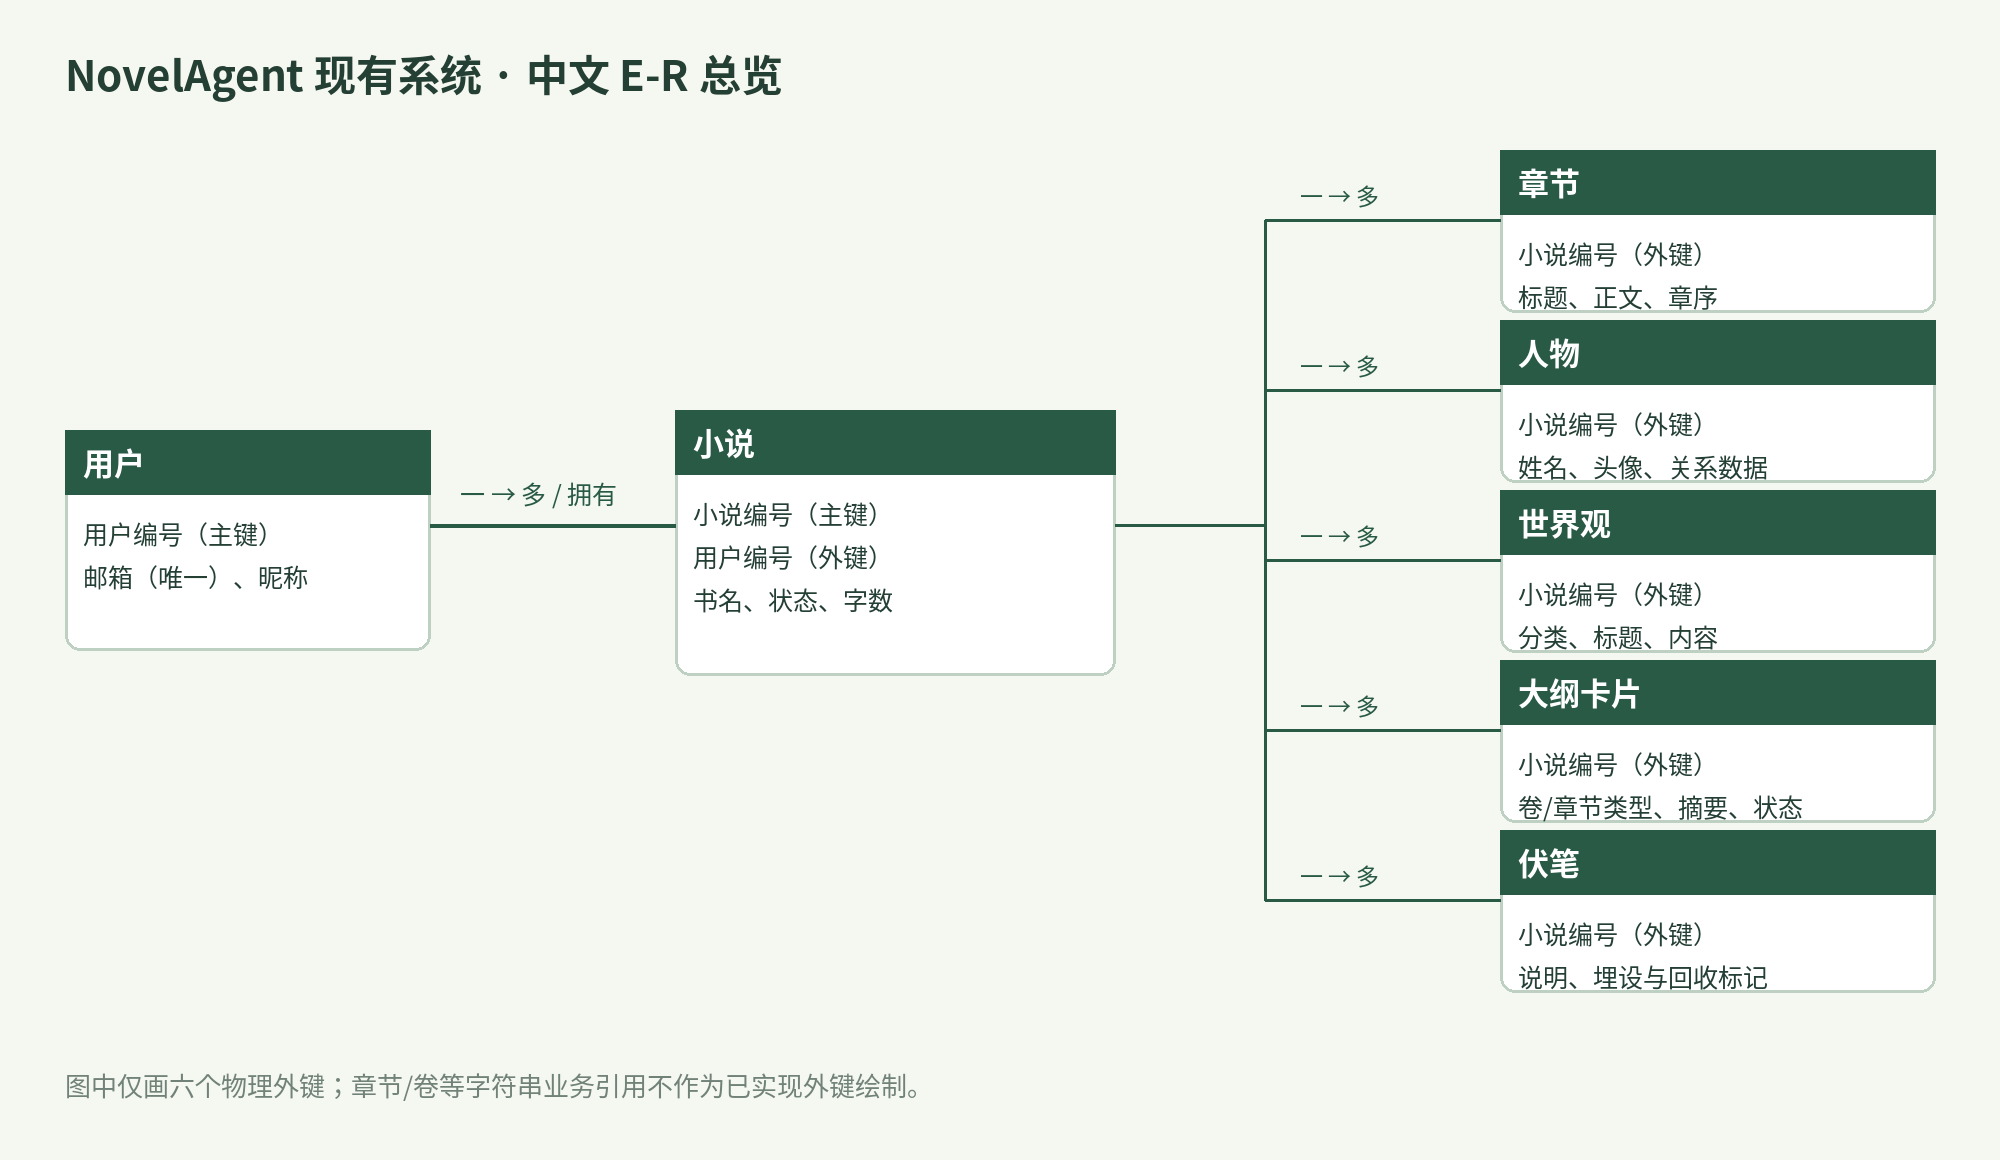 NovelAgent 现有系统 · 中文 E-R 总览
用户
用户编号（主键）
邮箱（唯一）、昵称
一 → 多 / 拥有
小说
小说编号（主键）
用户编号（外键）
书名、状态、字数
一 → 多
章节
小说编号（外键）
标题、正文、章序
一 → 多
人物
小说编号（外键）
姓名、头像、关系数据
一 → 多
世界观
小说编号（外键）
分类、标题、内容
一 → 多
大纲卡片
小说编号（外键）
卷/章节类型、摘要、状态
一 → 多
伏笔
小说编号（外键）
说明、埋设与回收标记
图中仅画六个物理外键；章节/卷等字符串业务引用不作为已实现外键绘制。